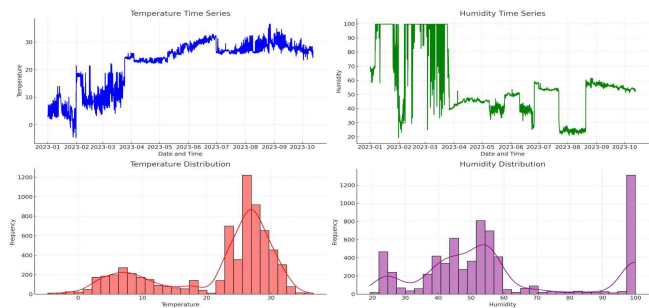 Temperature Time Series
Humidity Time Series
Temperature
30
20
10
0
2023-01 2023-02 2023-03 2023-04 2023-05 2023-06 2023-07 2023-08 2023-09 2023-10
Date and Time
Humidity
100
90
80
70
60
50
40
30
20
2023-01 2023-02 2023-03 2023-04 2023-05 2023-06 2023-07 2023-08 2023-09 2023-10
Date and Time
Temperature Distribution
Humidity Distribution
Frequency
1200
1000
800
600
400
200
0
0 10 20 30
Temperature
Frequency
1200
1000
800
600
400
200
0
20 30 40 50 60 70 80 90 100
Humidity